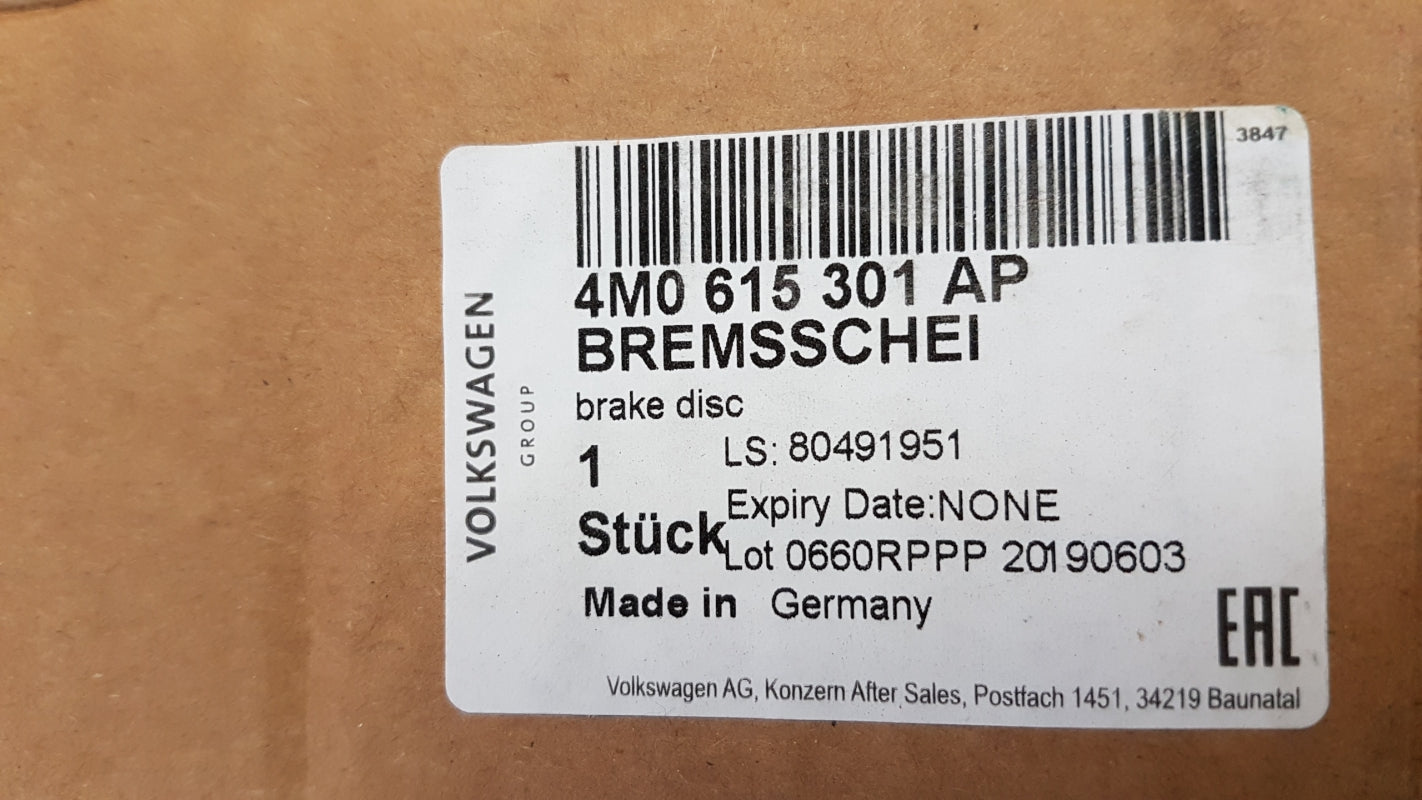 3847
4M0 615 301 AP
BREMSSCHEI
brake disc
1
LS: 80491951
Stück
Expiry Date:NONE
Lot 0660RPPP 20190603
Made in Germany
EAC
Volkswagen AG, Konzern After Sales, Postfach 1451, 34219 Baunatal
VOLKSWAGEN
GROUP